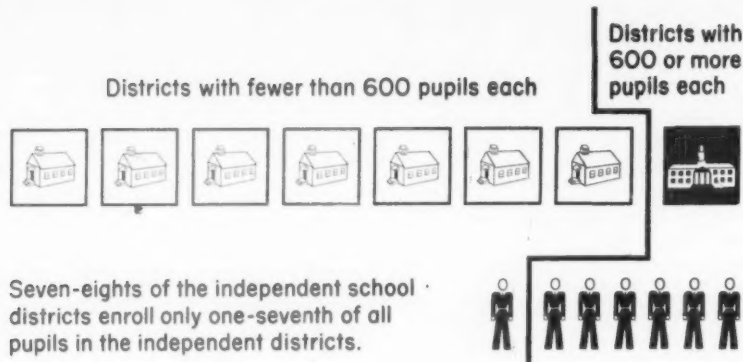 Districts with fewer than 600 pupils each
Districts with
600 or more
pupils each
Seven-eights of the independent school
districts enroll only one-seventh of all
pupils in the independent districts.